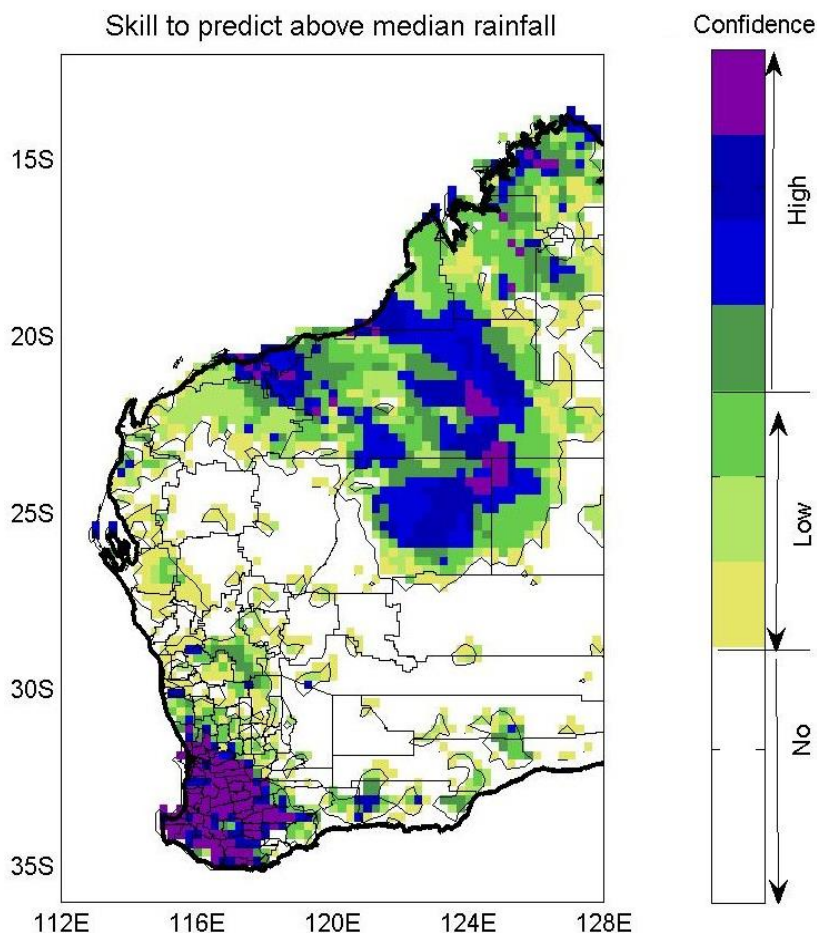 Skill to predict above median rainfall
Confidence
15S
20S
25S
30S
35S
112E 116E 120E 124E 128E
High
Low
No